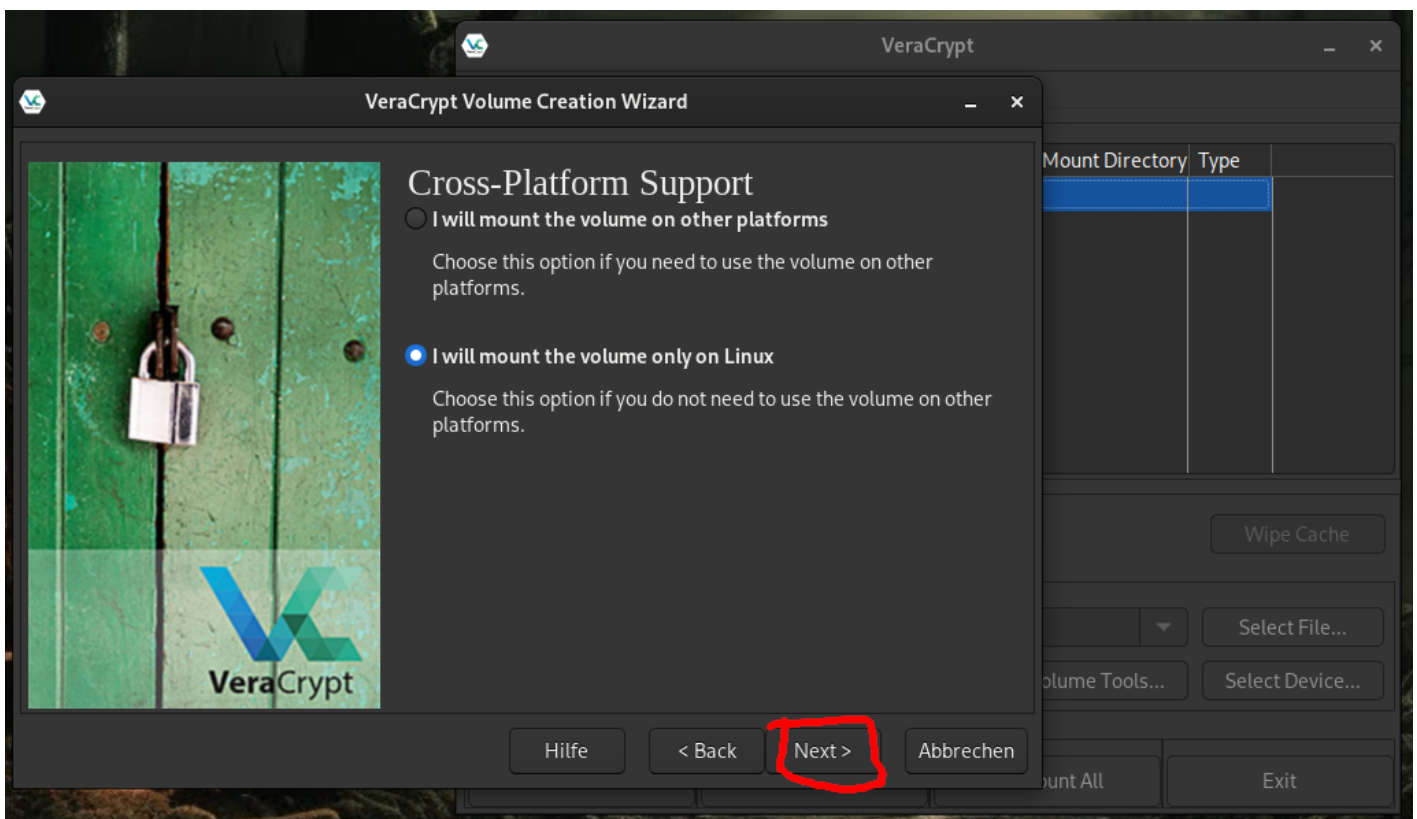 VeraCrypt
VeraCrypt Volume Creation Wizard
Mount Directory Type
Cross-Platform Support
I will mount the volume on other platforms
Choose this option if you need to use the volume on other
platforms.
I will mount the volume only on Linux
Choose this option if you do not need to use the volume on other
platforms.
Wipe Cache
Select File...
Tools...
Select Device...
VeraCrypt
Hilfe
< Back
Next >
Abbrechen
All
Exit